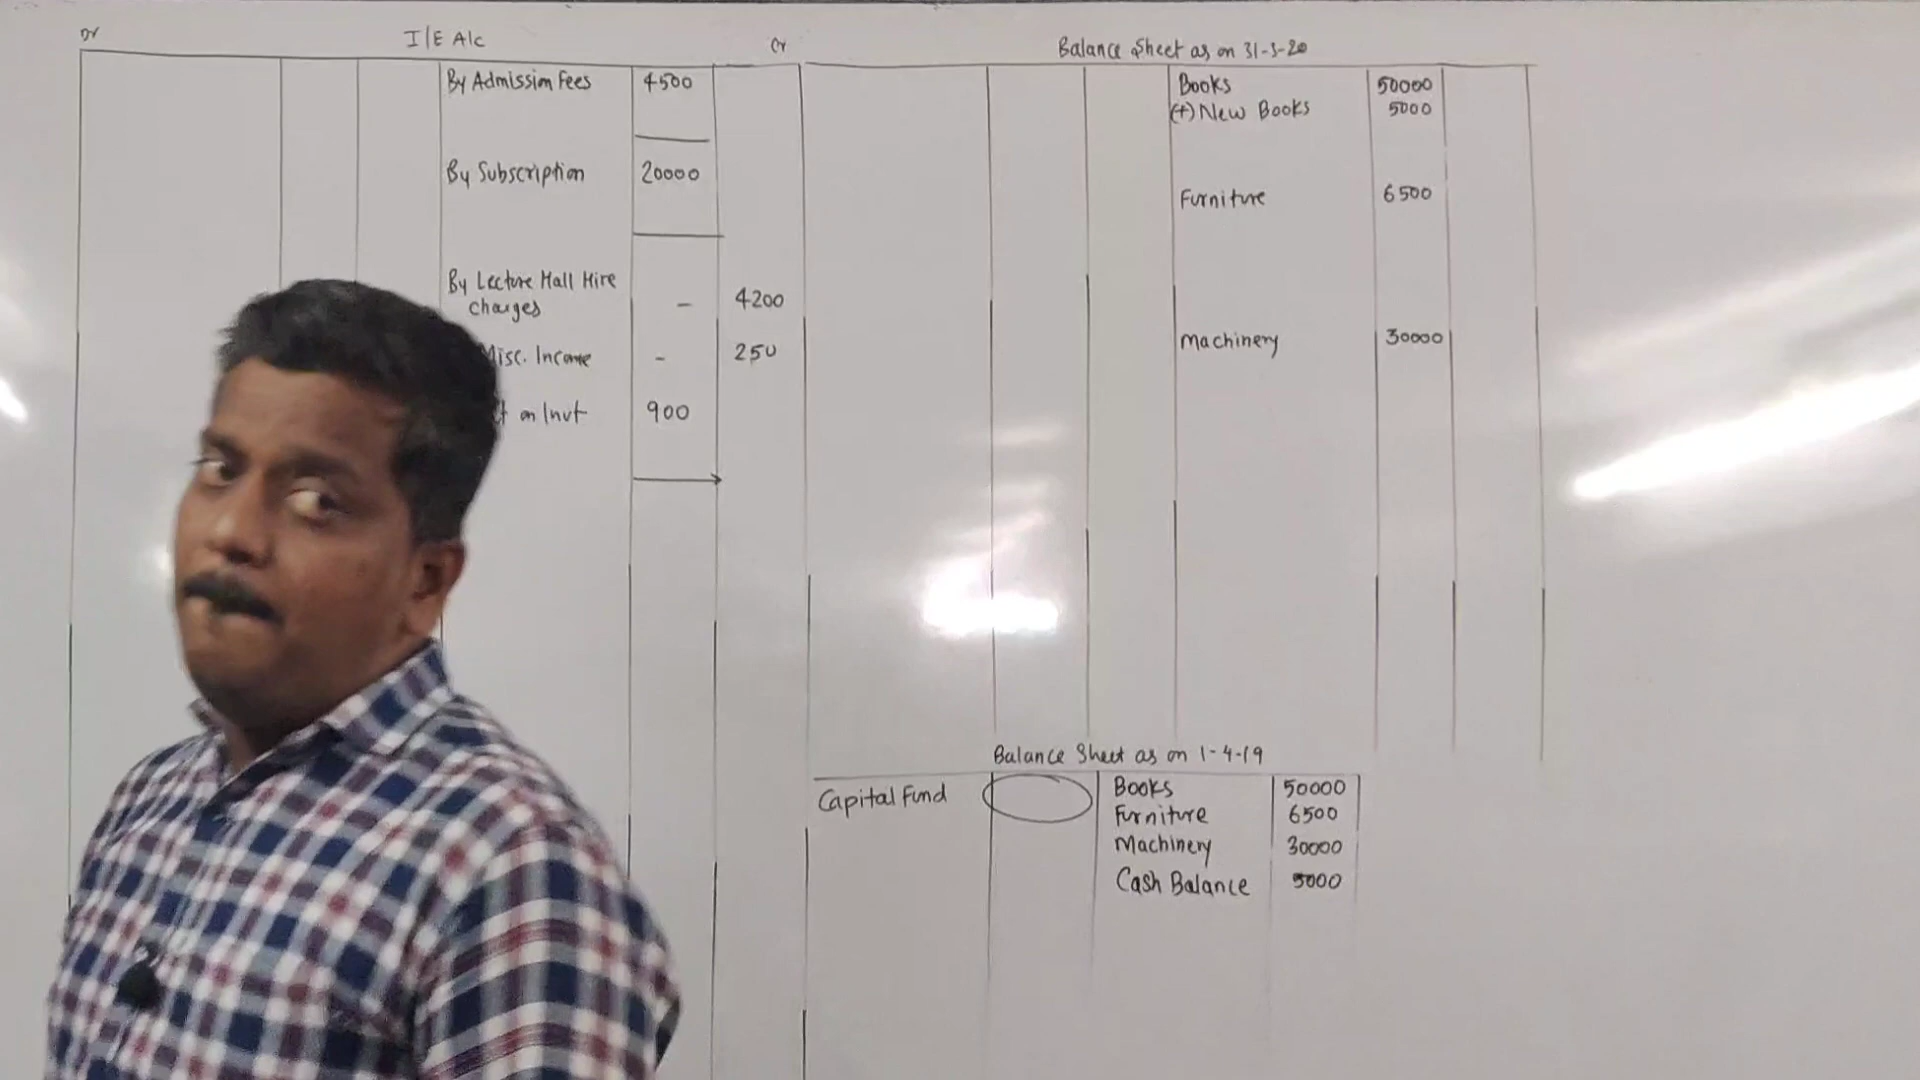 Dr I/E A/c Cr
By Admission Fees 4500
By Subscription 20000
By Lecture Hall Hire
charges - 4200
Misc. Income - 250
on Invt 900
Balance Sheet as on 31-3-20
Books 50000
(+) New Books 5000
Furniture 6500
Machinery 30000
Balance Sheet as on 1-4-19
Capital Fund Books 50000
Furniture 6500
Machinery 30000
Cash Balance 5000